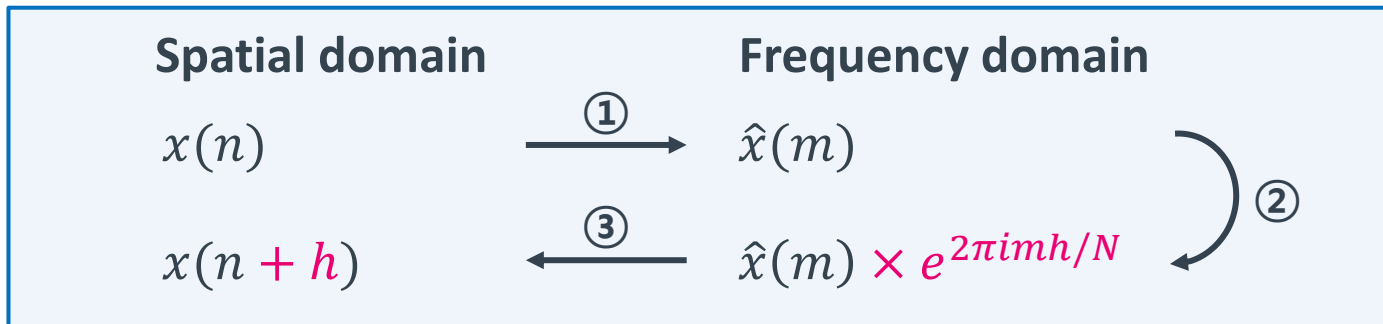 Spatial domain Frequency domain
①
x(n) x̂(m)
②
③
x(n + h) x̂(m) × e^{2πimh/N}